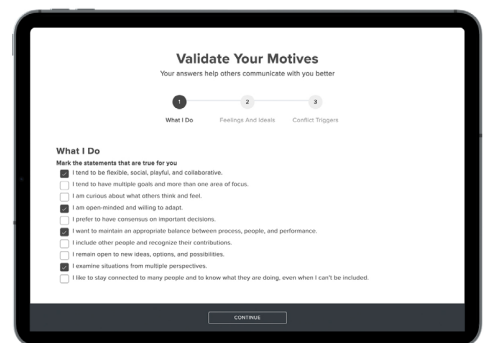 Validate Your Motives
Your answers help others communicate with you better
1 2 3
What I Do Feelings And Ideals Conflict Triggers
What I Do
Mark the statements that are true for you
I tend to be flexible, social, playful, and collaborative.
I tend to have multiple goals and more than one area of focus.
I am curious about what others think and feel.
I am open-minded and willing to adapt.
I prefer to have consensus on important decisions.
I want to maintain an appropriate balance between process, people, and performance.
I include other people and recognize their contributions.
I remain open to new ideas, options, and possibilities.
I examine situations from multiple perspectives.
I like to stay connected to many people and to know what they are doing, even when I can't be included.
CONTINUE